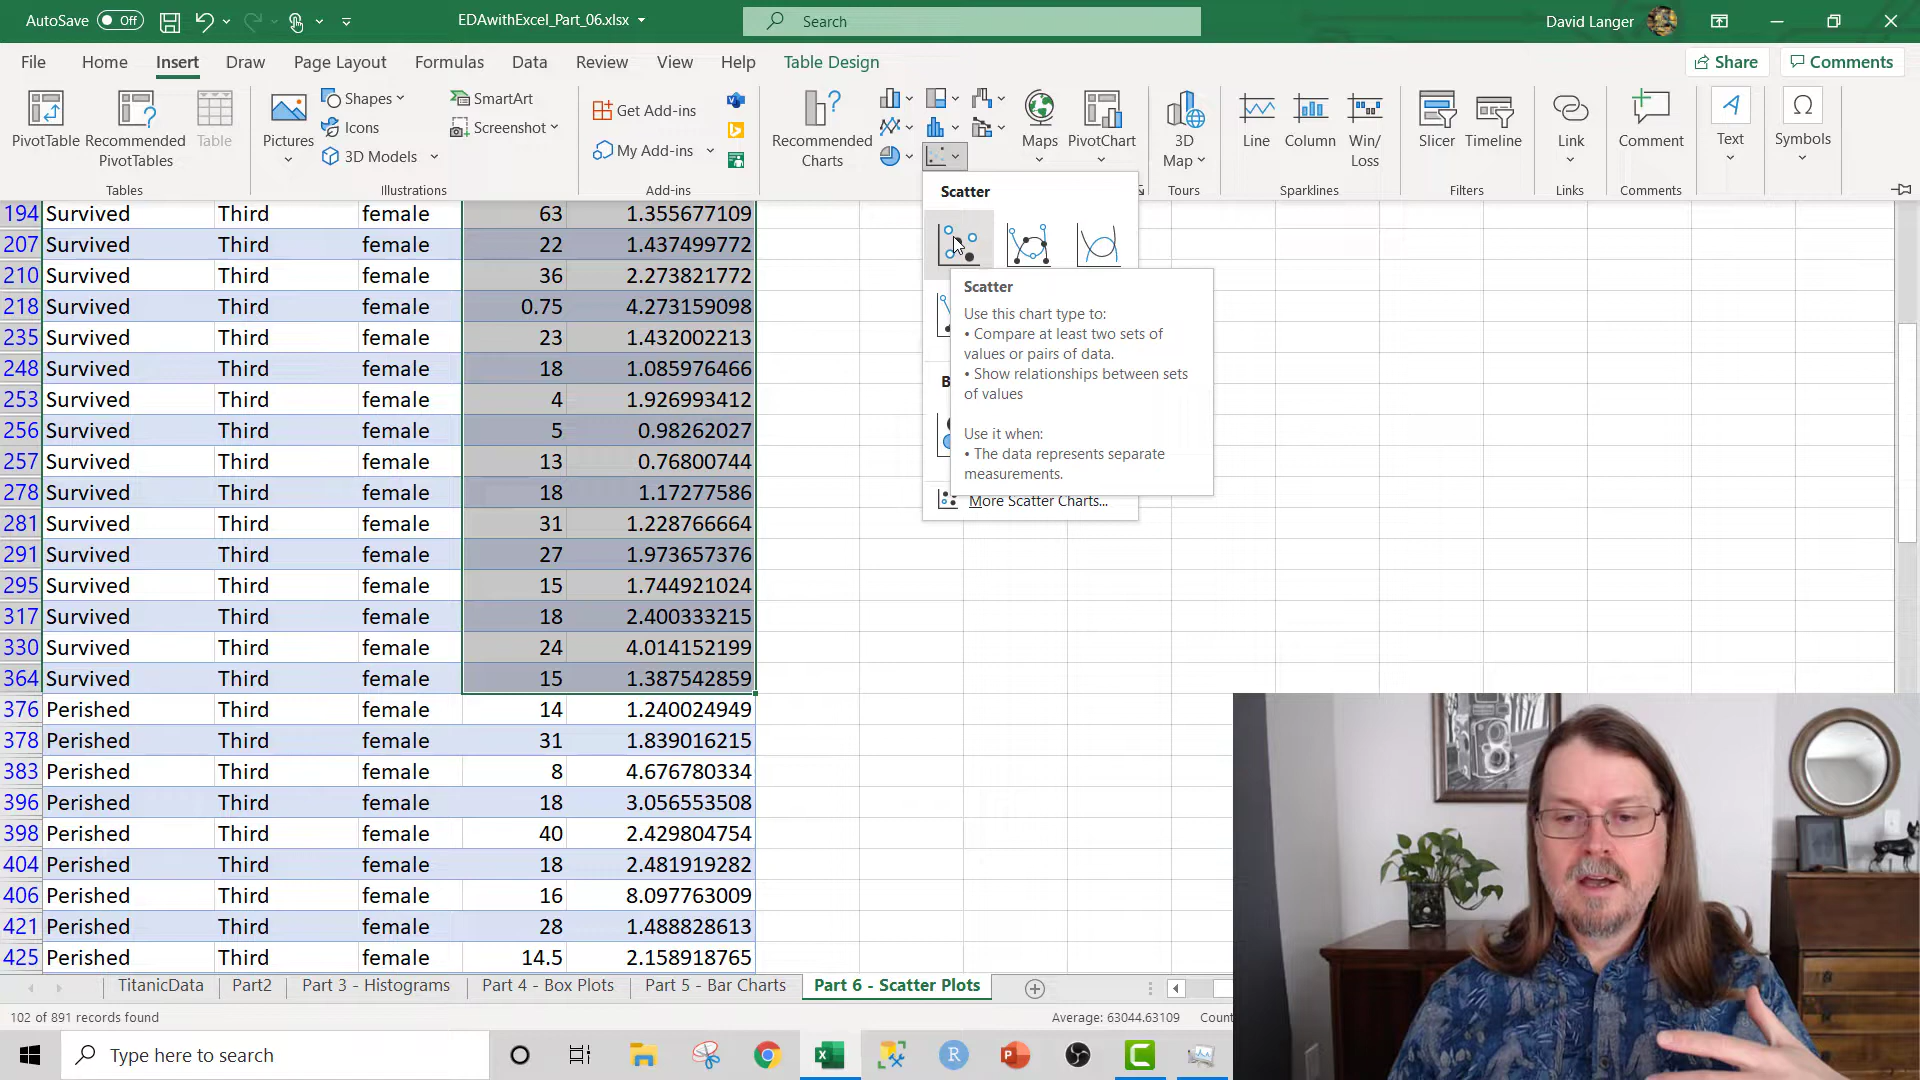 AutoSave Off EDAwithExcel_Part_06.xlsx Search David Langer
File Home Insert Draw Page Layout Formulas Data Review View Help Table Design Share Comments
PivotTable Recommended PivotTables Table
Pictures Shapes Icons 3D Models SmartArt Screenshot
Get Add-ins My Add-ins
Recommended Charts Maps PivotChart 3D Map
Line Column Win/Loss Slicer Timeline Link Comment Text Symbols
Tables Illustrations Add-ins Tours Sparklines Filters Links Comments
Scatter
Scatter
Use this chart type to:
• Compare at least two sets of
values or pairs of data.
• Show relationships between sets
of values
Use it when:
• The data represents separate
measurements.
B
More Scatter Charts...
194 Survived Third female 63 1.355677109
207 Survived Third female 22 1.437499772
210 Survived Third female 36 2.273821772
218 Survived Third female 0.75 4.273159098
235 Survived Third female 23 1.432002213
248 Survived Third female 18 1.085976466
253 Survived Third female 4 1.926993412
256 Survived Third female 5 0.98262027
257 Survived Third female 13 0.76800744
278 Survived Third female 18 1.17277586
281 Survived Third female 31 1.228766664
291 Survived Third female 27 1.973657376
295 Survived Third female 15 1.744921024
317 Survived Third female 18 2.400333215
330 Survived Third female 24 4.014152199
364 Survived Third female 15 1.387542859
376 Perished Third female 14 1.240024949
378 Perished Third female 31 1.839016215
383 Perished Third female 8 4.676780334
396 Perished Third female 18 3.056553508
398 Perished Third female 40 2.429804754
404 Perished Third female 18 2.481919282
406 Perished Third female 16 8.097763009
421 Perished Third female 28 1.488828613
425 Perished Third female 14.5 2.158918765
TitanicData Part2 Part 3 - Histograms Part 4 - Box Plots Part 5 - Bar Charts Part 6 - Scatter Plots
102 of 891 records found Average: 63044.63109 Count
Type here to search